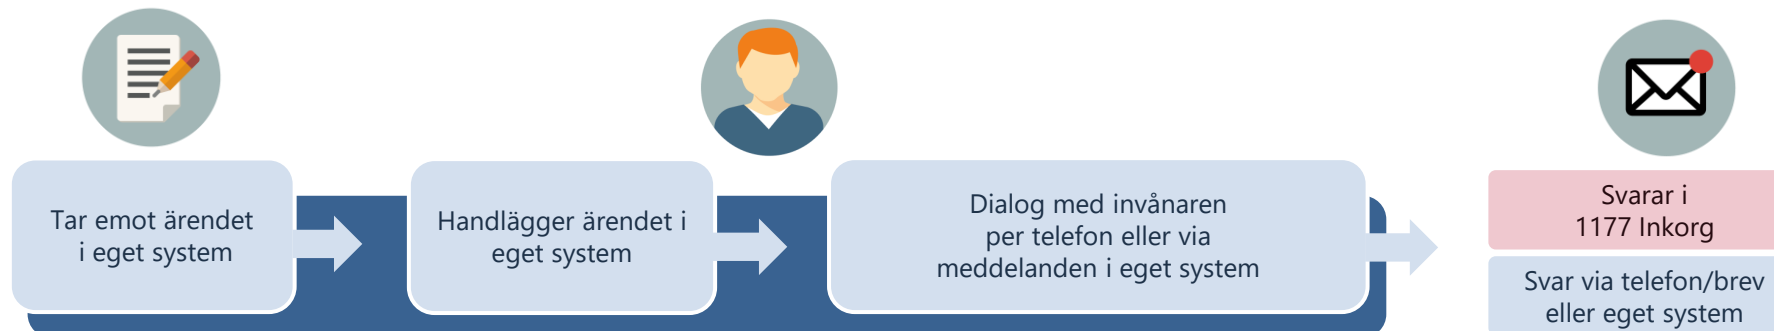 Tar emot ärendet
i eget system
Handlägger ärendet i
eget system
Dialog med invånaren
per telefon eller via
meddelanden i eget system
Svarar i
1177 Inkorg
Svar via telefon/brev
eller eget system